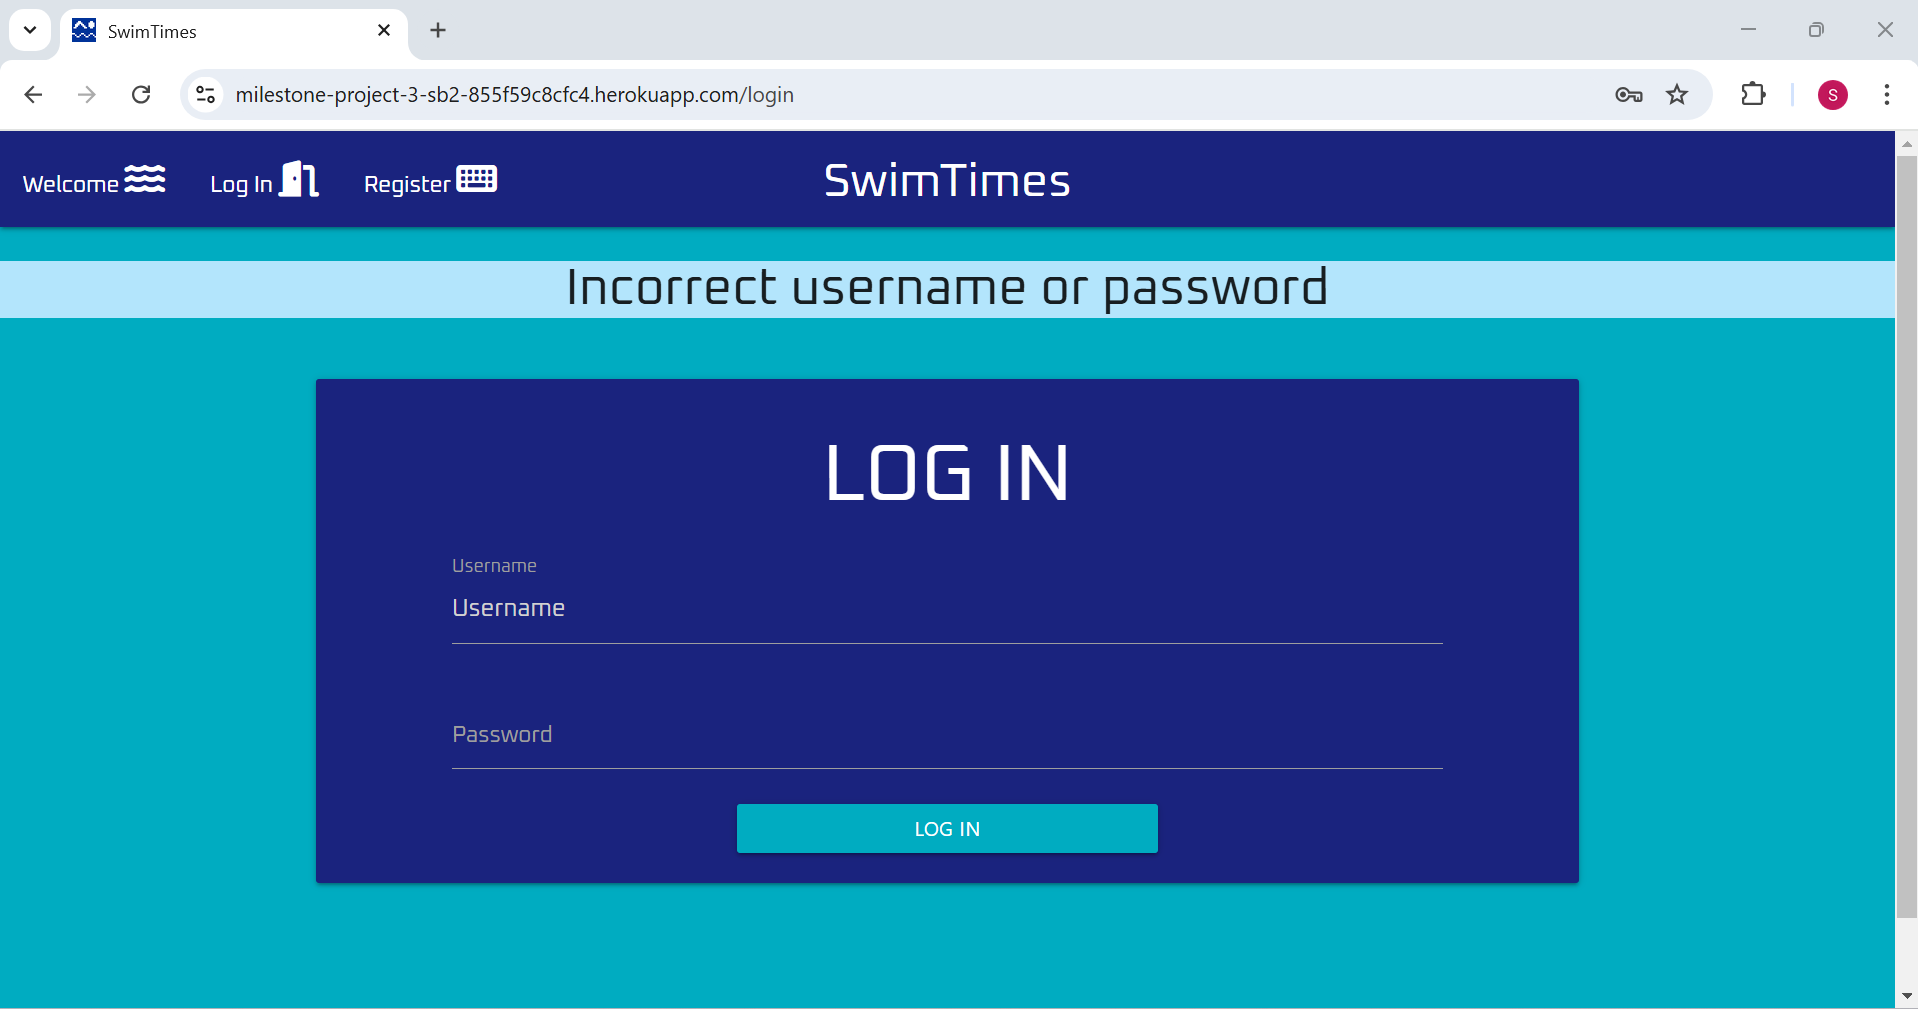 SwimTimes
milestone-project-3-sb2-855f59c8cfc4.herokuapp.com/login
S
Welcome Log In Register SwimTimes
Incorrect username or password
LOG IN
Username
Username
Password
LOG IN